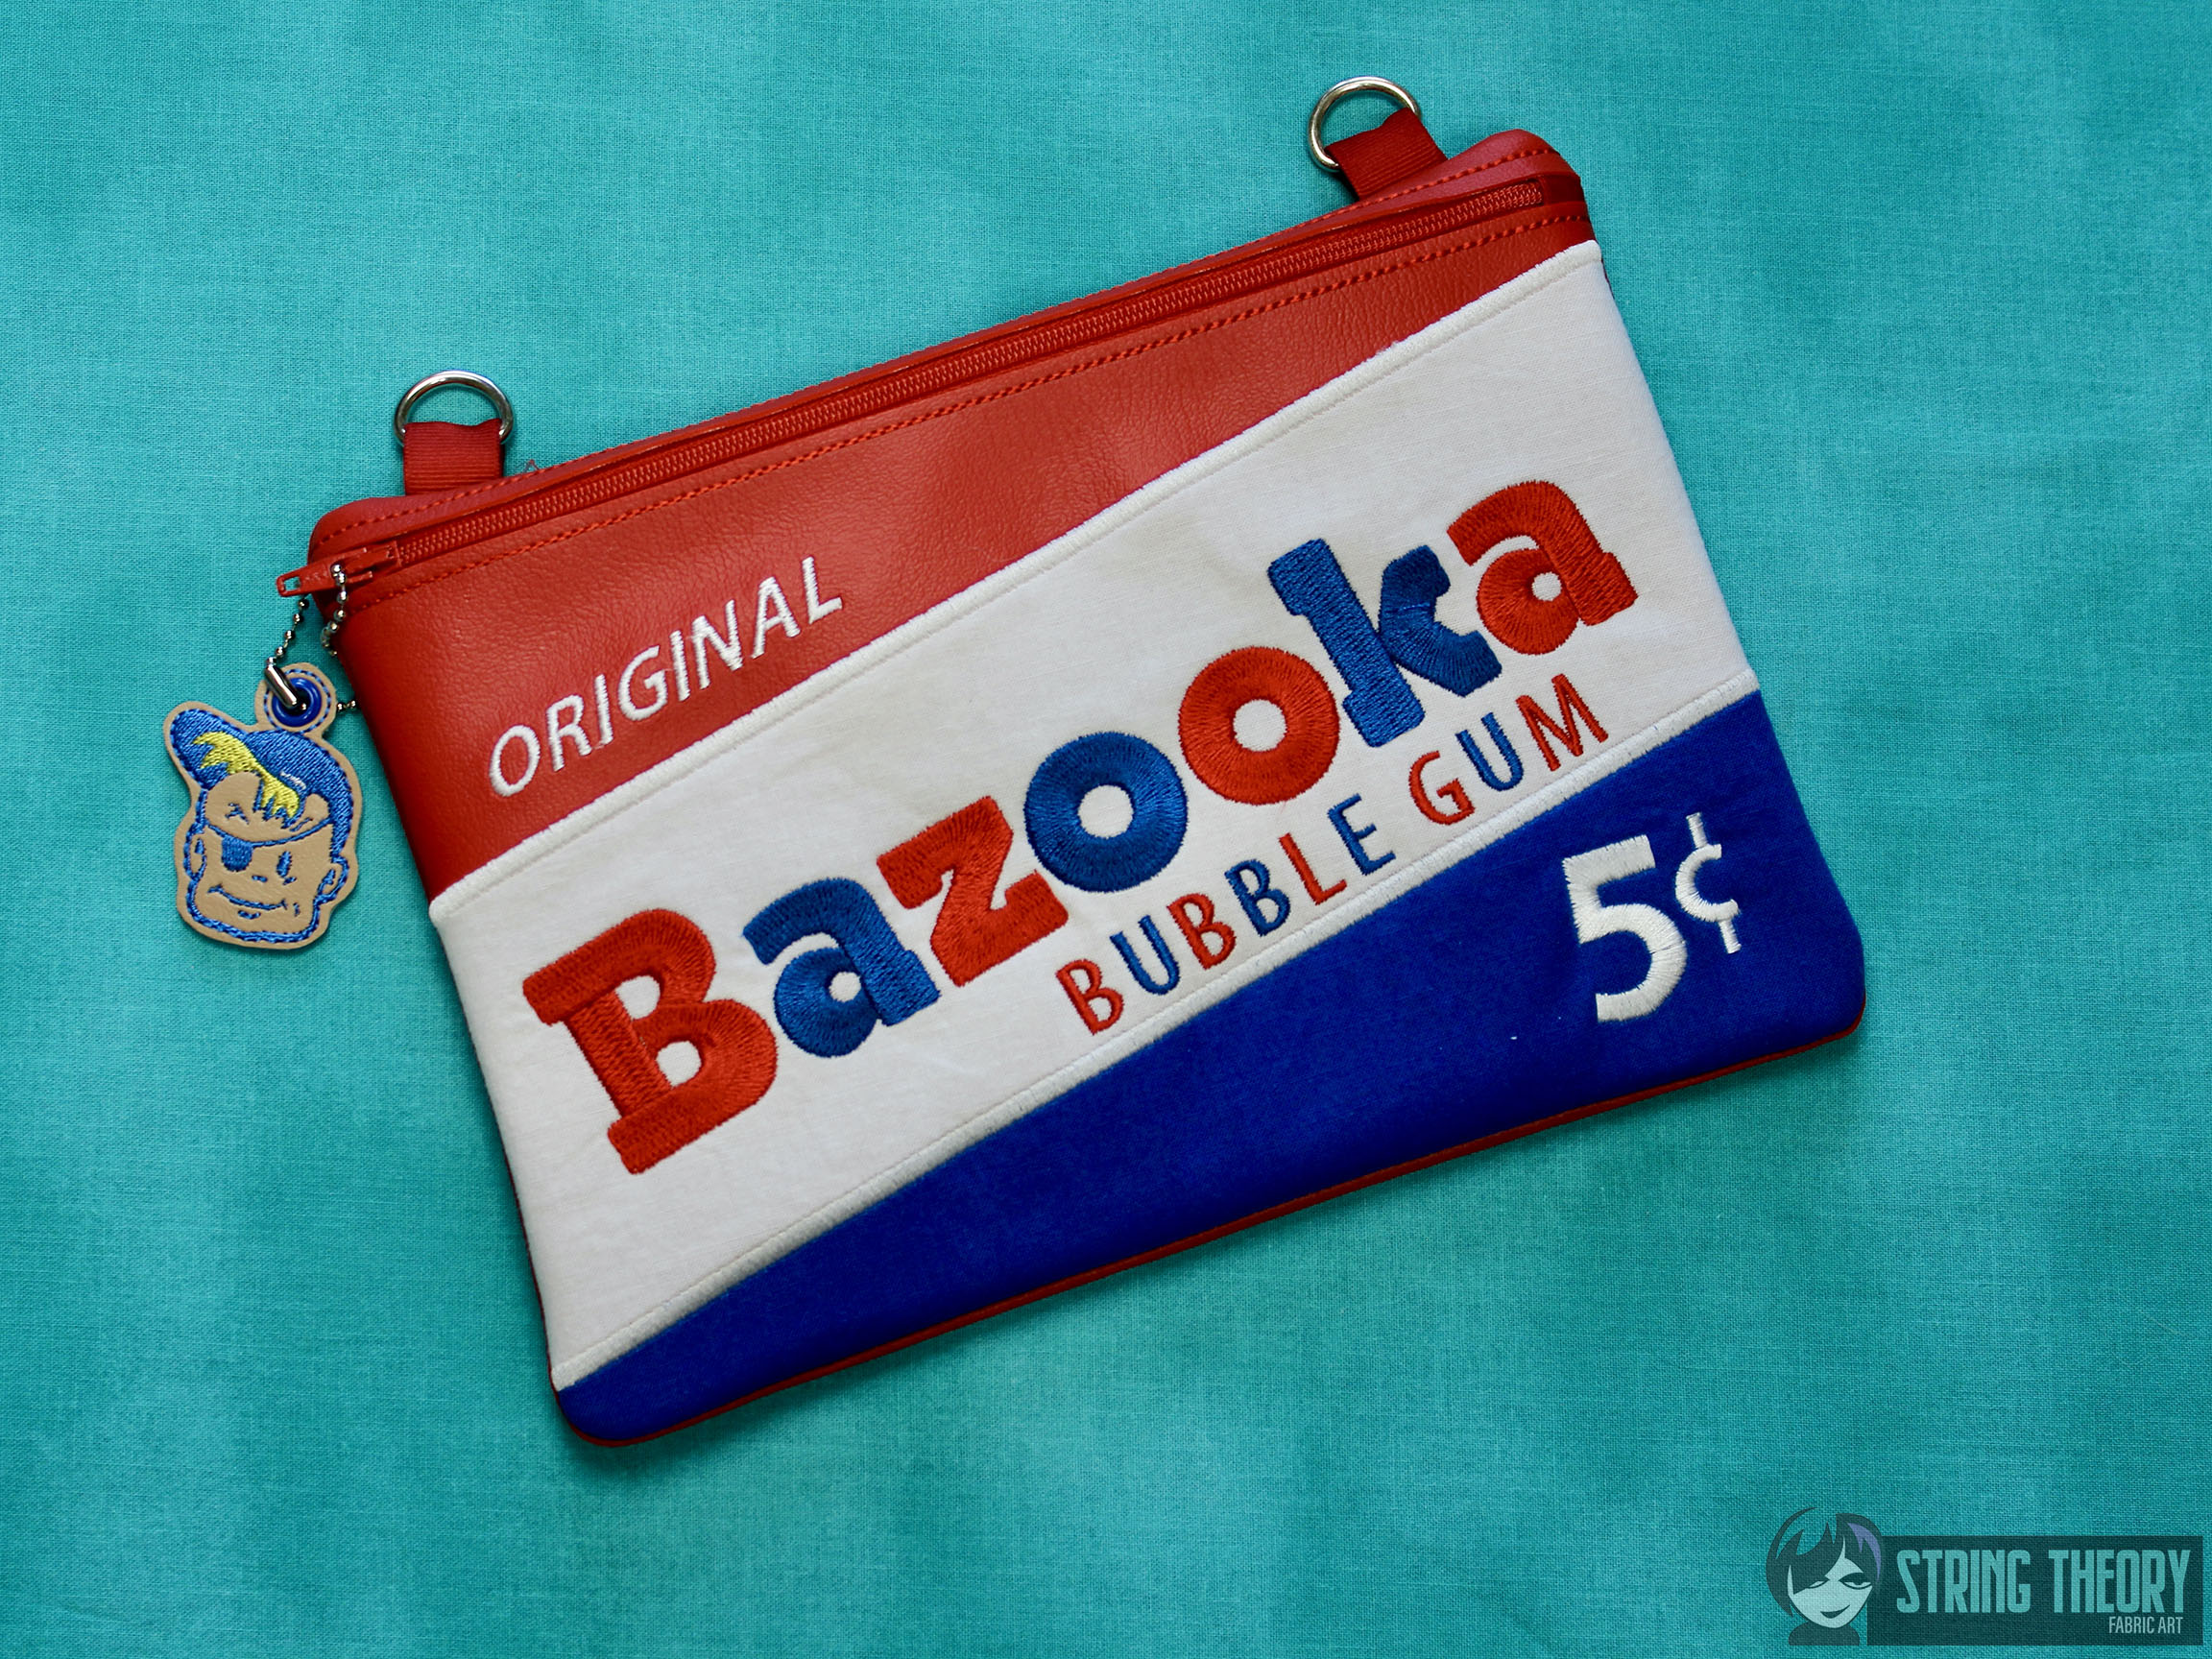 ORIGINAL
Bazooka
BUBBLE GUM
5¢
STRING THEORY
FABRIC ART